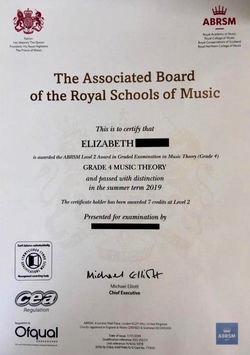 ABRSM
Patron
Her Majesty The Queen
President: His Royal Highness
The Prince of Wales
Royal Academy of Music
Royal College of Music
Royal Conservatoire of Scotland
Royal Northern College of Music
The Associated Board
of the Royal Schools of Music
This is to certify that
ELIZABETH
is awarded the ABRSM Level 2 Award in Graded Examination in Music Theory (Grade 4)
GRADE 4 MUSIC THEORY
and passed with distinction
in the summer term 2019
The certificate holder has been awarded 7 credits at Level 2
Presented for examination by
Michael Elliott
Michael Elliott
Chief Executive
cea
Regulation
Ofqual
ABRSM